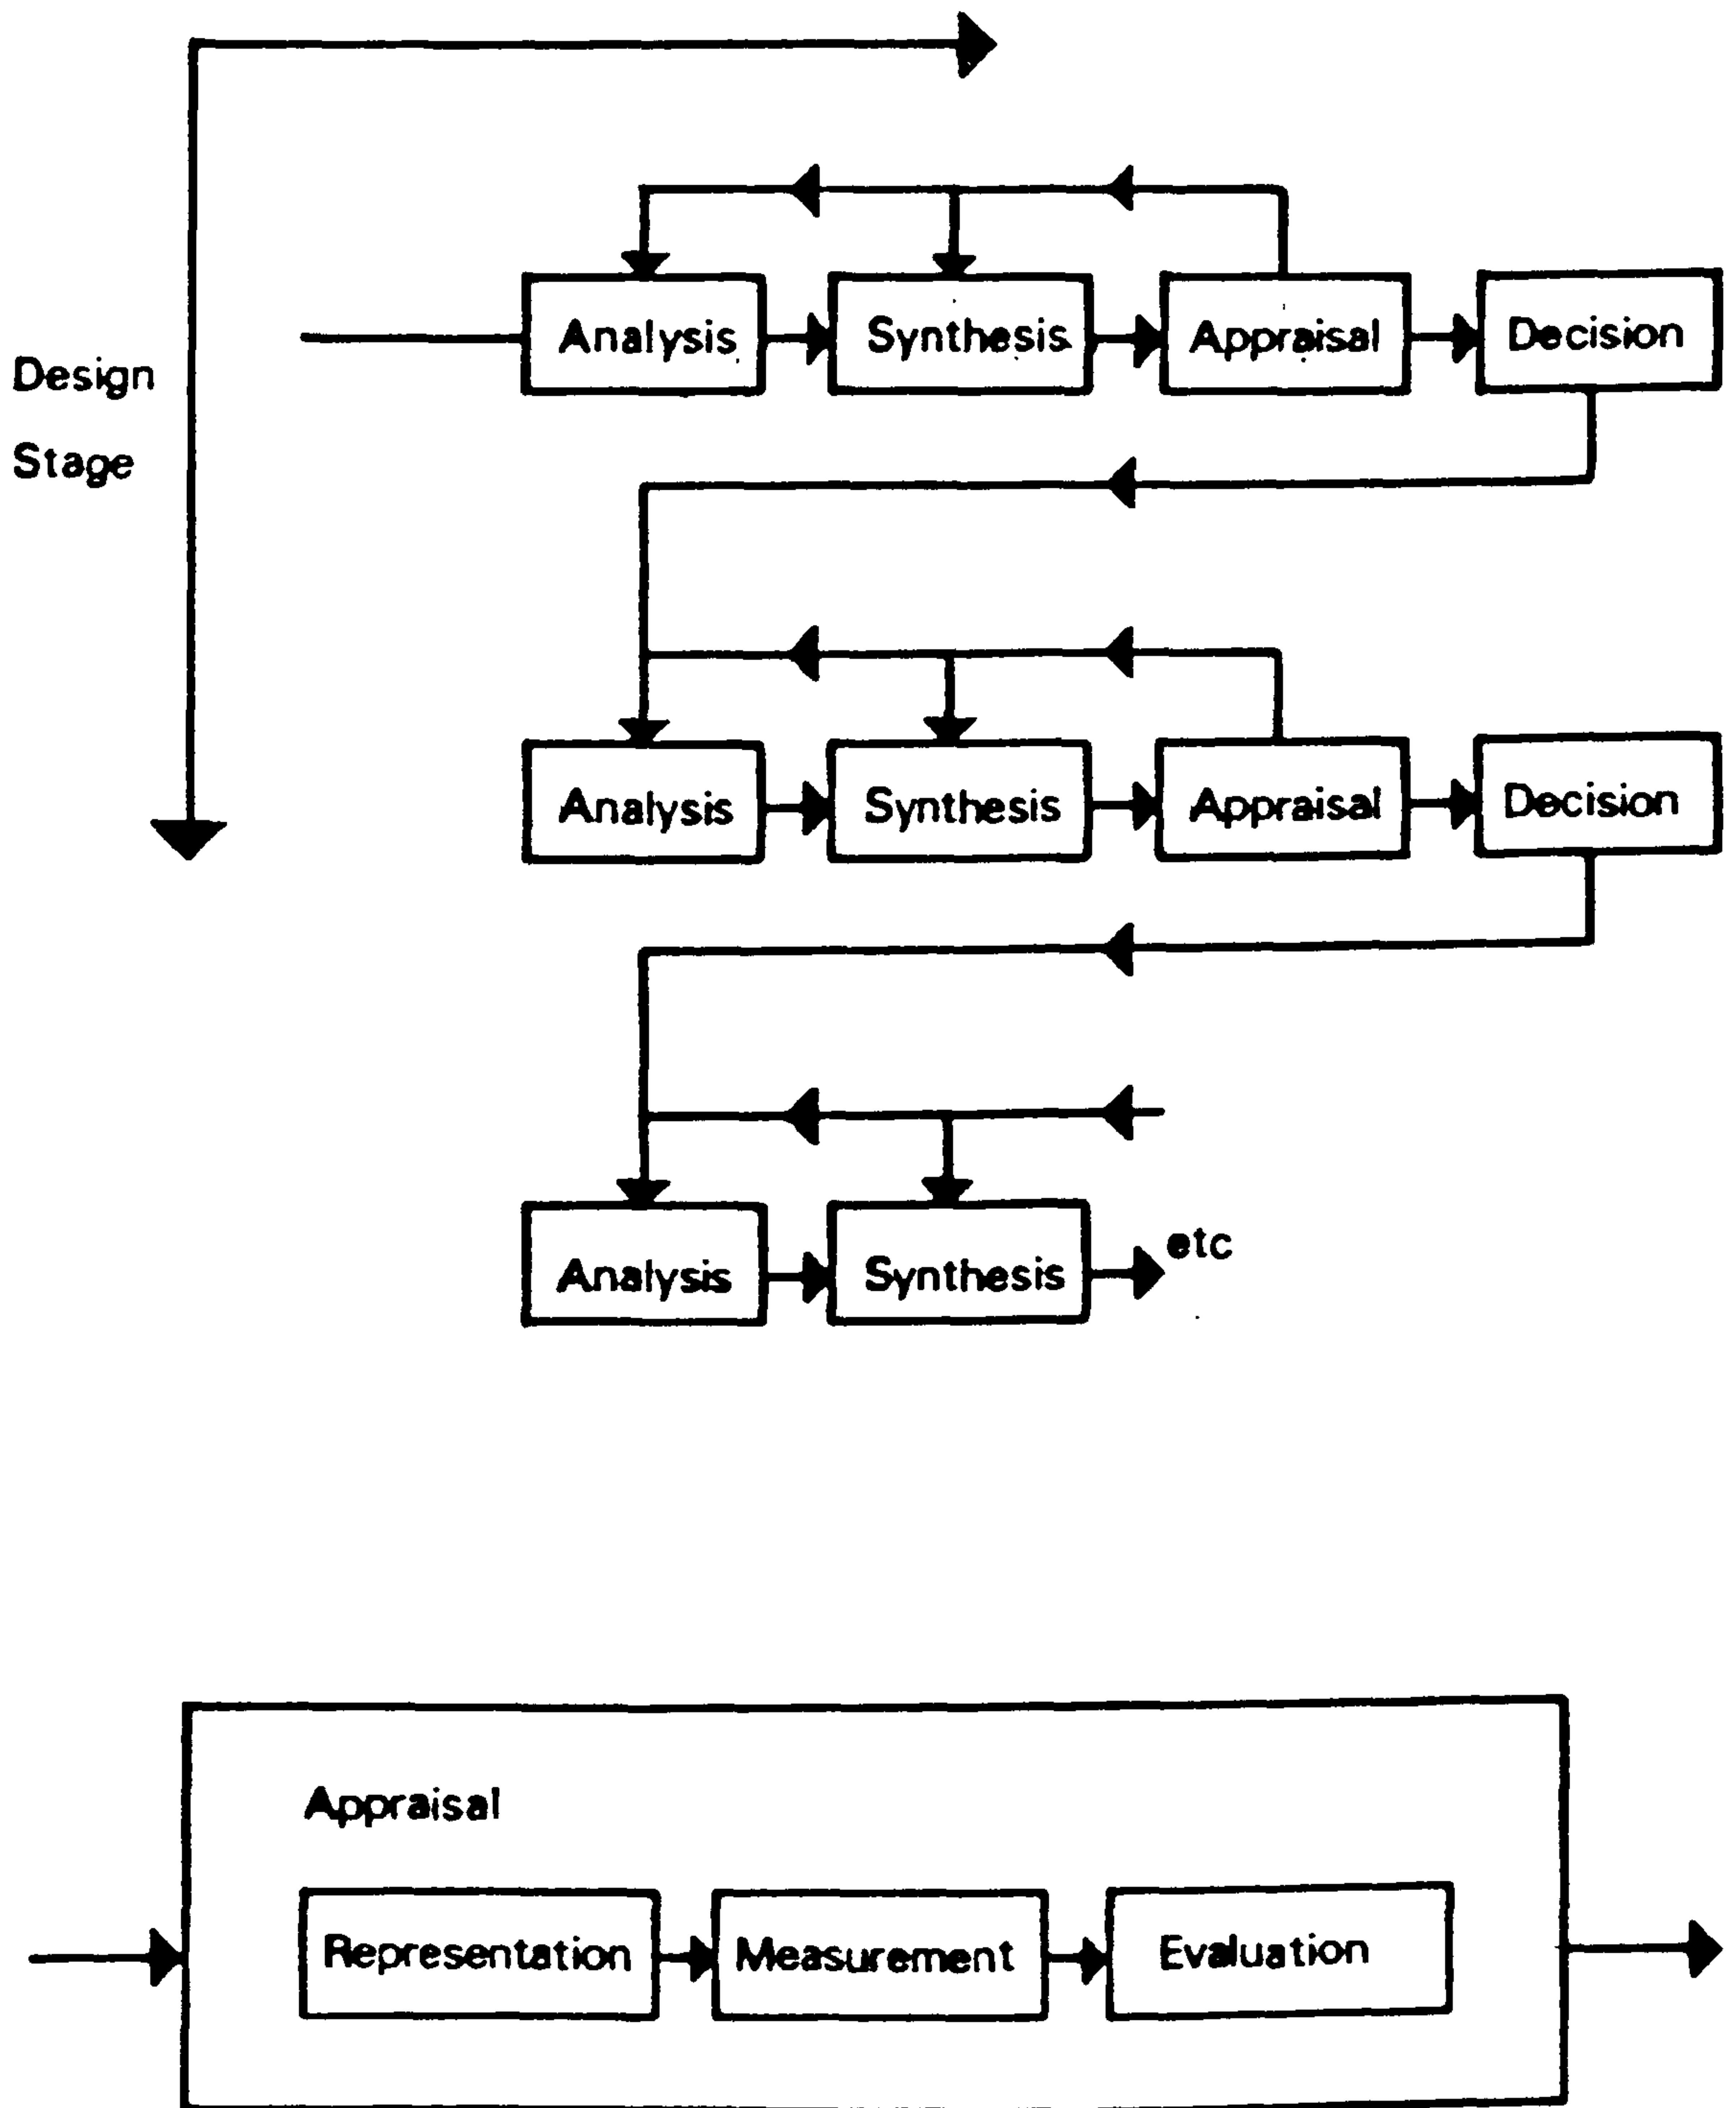 Analysis Synthesis Appraisal Decision
Design
Stage
Analysis Synthesis Appraisal Decision
etc
Analysis Synthesis
Appraisal
Representation Measurement Evaluation